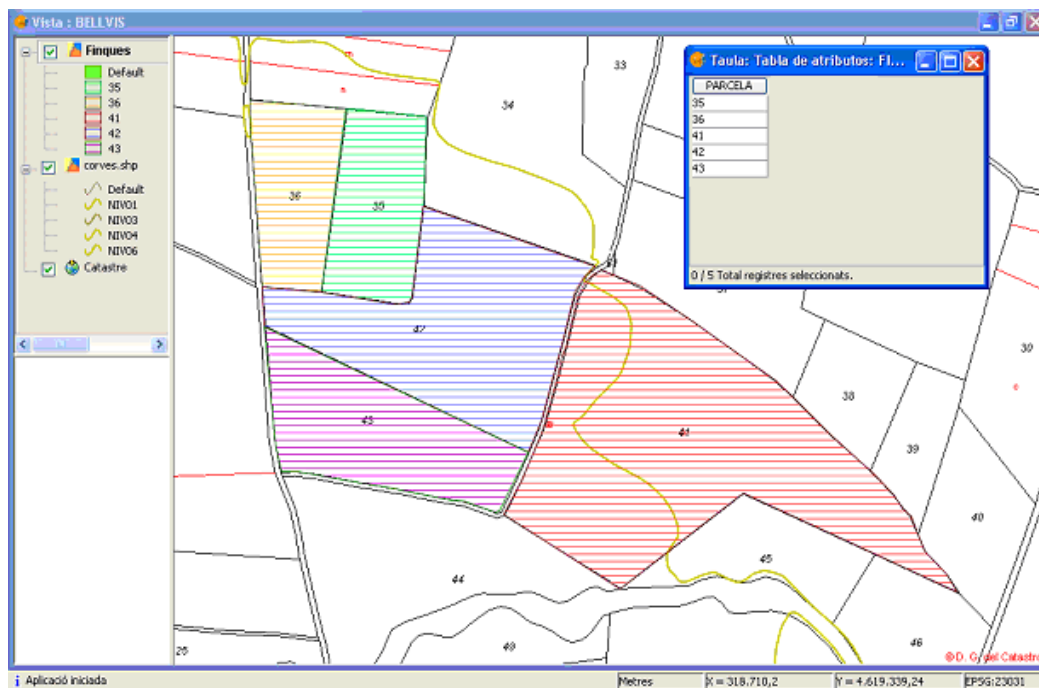 Vista : BELLVIS
Finques
Default
35
36
41
42
43
corves.shp
Default
NIV01
NIV03
NIV04
NIV06
Catastre
Taula: Tabla de atributos: FI...
PARCELA
35
36
41
42
43
0 / 5 Total registres seleccionats.
33
34
36
35
42
43
41
37
38
39
30
40
44
45
46
49
© D. G. del Catastr
Aplicació iniciada
Metres
X = 318.710,2
Y = 4.619.339,24
EPSG:23031